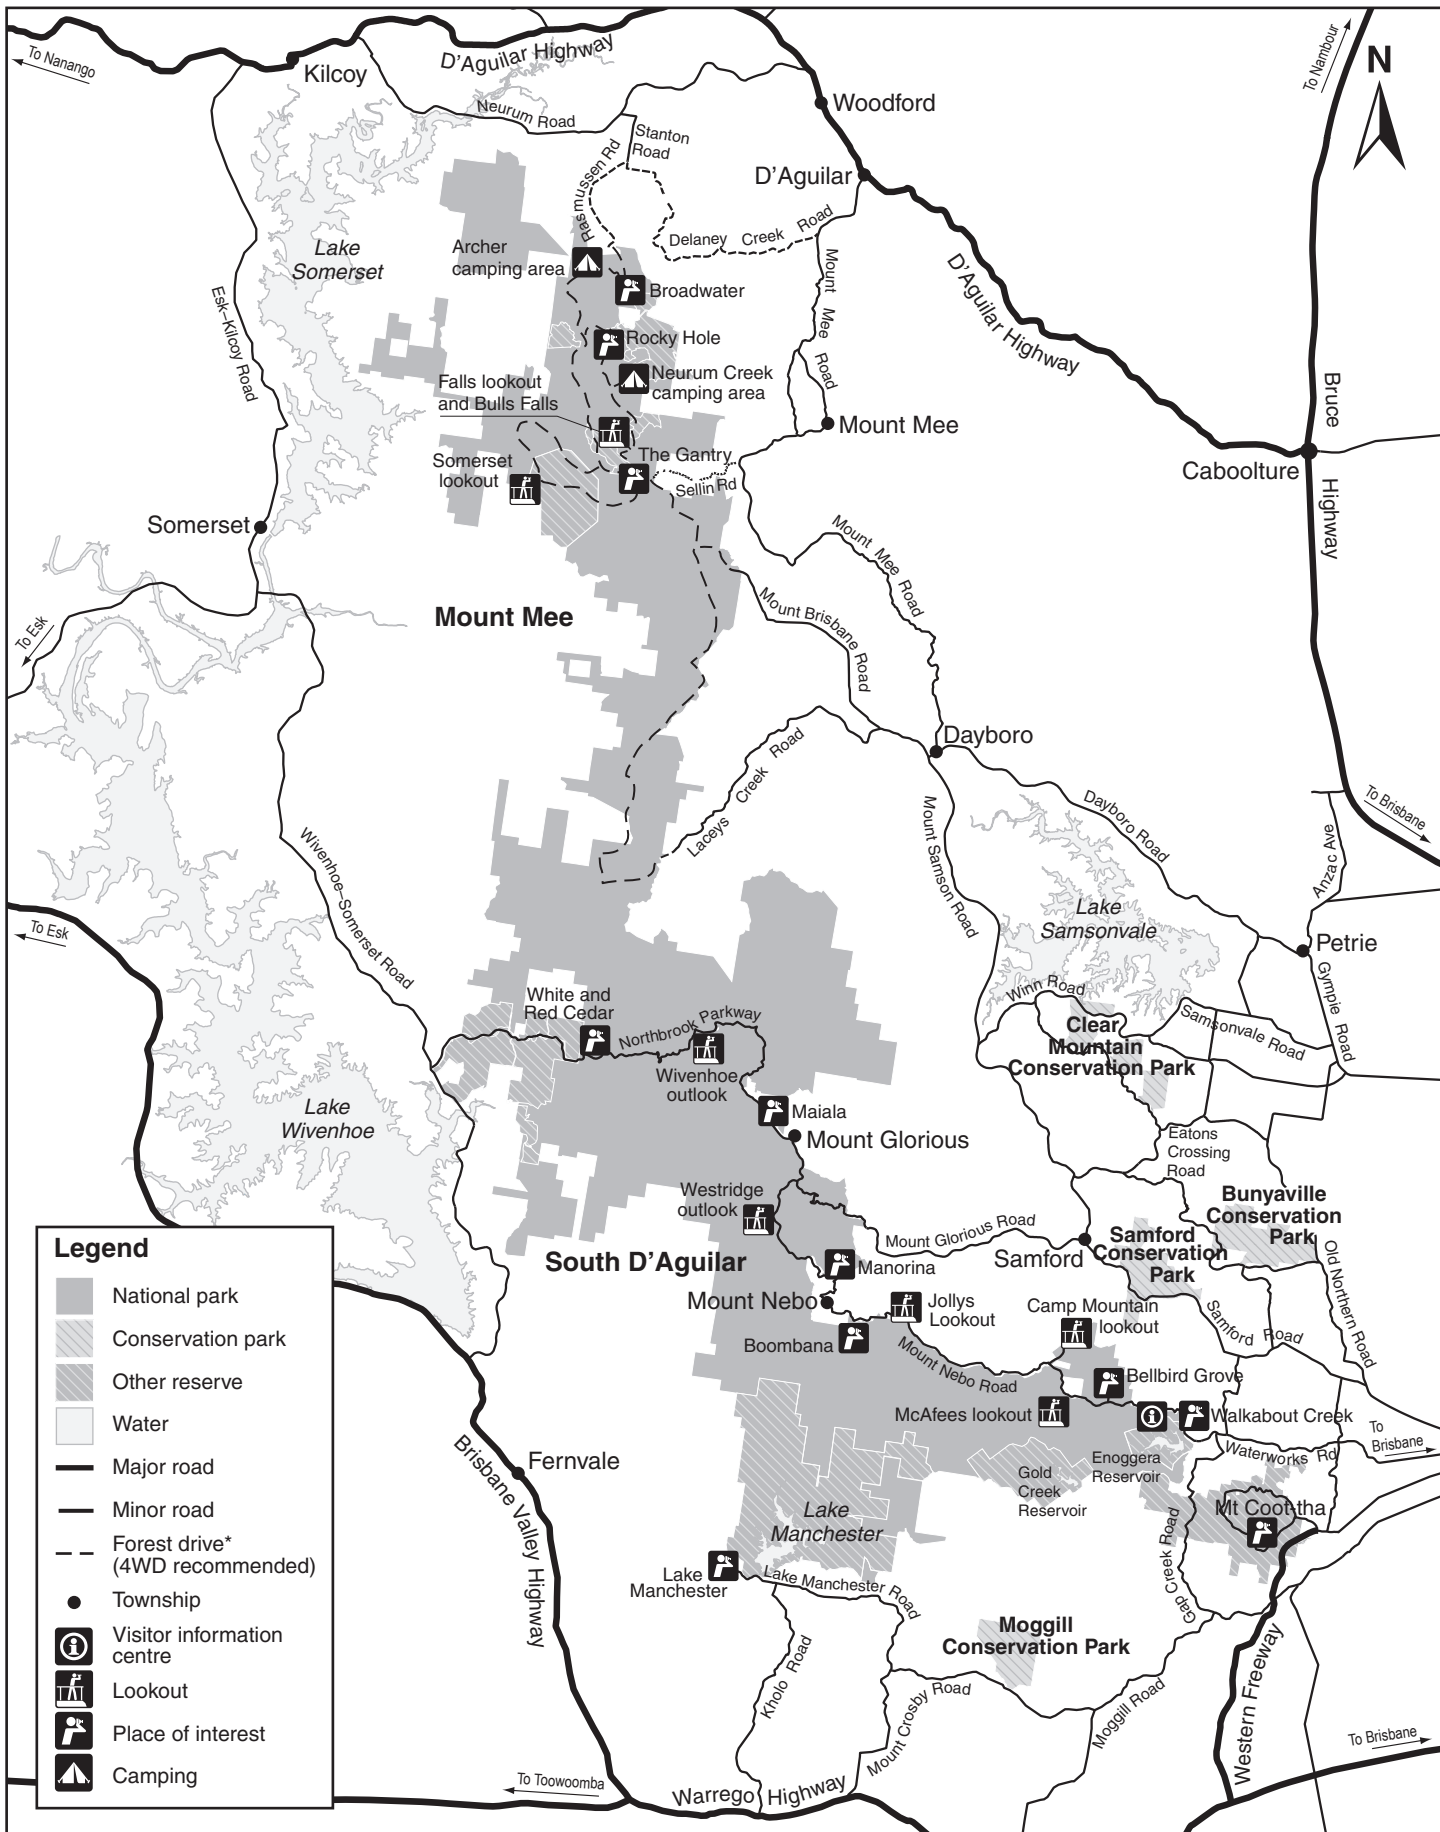 To Nanango
Kilcoy
D'Aguilar Highway
To Nambour
N
Neurum Road
Woodford
Stanton
Road
Rasmussen Rd
D'Aguilar
Delaney Creek Road
Lake
Somerset
Archer
camping area
Broadwater
Mount Mee Road
D'Aguilar Highway
Esk–Kilcoy Road
Rocky Hole
Neurum Creek
camping area
Falls lookout
and Bulls Falls
Bruce
Highway
Mount Mee
The Gantry
Caboolture
Somerset
lookout
Sellin Rd
Somerset
Mount Mee Road
Mount Brisbane Road
Mount Mee
To Esk
Dayboro
Laceys Creek Road
Dayboro Road
To Brisbane
Mount Samson Road
Anzac Ave
Wivenhoe–Somerset Road
To Esk
Lake
Samsonvale
Petrie
Gympie Road
White and
Red Cedar
Northbrook Parkway
Winn Road
Clear
Mountain
Conservation Park
Samsonvale Road
Wivenhoe
outlook
Lake
Wivenhoe
Maiala
Mount Glorious
Eatons
Crossing
Road
Westridge
outlook
Bunyaville
Conservation
Park
Mount Glorious Road
Samford
Samford
Conservation
Park
South D'Aguilar
Manorina
Old Northern Road
Mount Nebo
Jollys
Lookout
Camp Mountain
lookout
Samford Road
Boombana
Mount Nebo Road
Bellbird Grove
McAfees lookout
Walkabout Creek
To
Brisbane
Waterworks Rd
Enoggera
Reservoir
Gold
Creek
Reservoir
Fernvale
Brisbane Valley Highway
Lake
Manchester
Mt Coot-tha
Gap Creek Road
Lake
Manchester
Lake Manchester Road
Moggill
Conservation Park
Kholo Road
Mount Crosby Road
Moggill Road
Western Freeway
To Brisbane
To Toowoomba
Warrego Highway
Legend
National park
Conservation park
Other reserve
Water
Major road
Minor road
Forest drive*
(4WD recommended)
Township
Visitor information
centre
Lookout
Place of interest
Camping